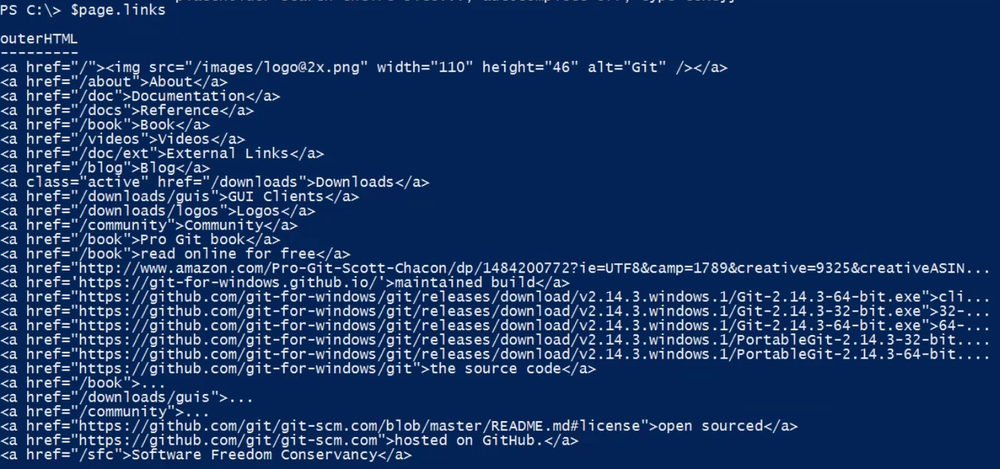 PS C:\> $page.links
outerHTML
---------
<a href="/"><img src="/images/logo@2x.png" width="110" height="46" alt="Git" /></a>
<a href="/about">About</a>
<a href="/doc">Documentation</a>
<a href="/docs">Reference</a>
<a href="/book">Book</a>
<a href="/videos">Videos</a>
<a href="/doc/ext">External Links</a>
<a href="/blog">Blog</a>
<a class="active" href="/downloads">Downloads</a>
<a href="/downloads/guis">GUI Clients</a>
<a href="/downloads/logos">Logos</a>
<a href="/community">Community</a>
<a href="/book">Pro Git book</a>
<a href="/book">read online for free</a>
<a href="http://www.amazon.com/Pro-Git-Scott-Chacon/dp/1484200772?ie=UTF8&camp=1789&creative=9325&creativeASIN...
<a href='https://git-for-windows.github.io/'>maintained build</a>
<a href="https://github.com/git-for-windows/git/releases/download/v2.14.3.windows.1/Git-2.14.3-64-bit.exe">cli...
<a href="https://github.com/git-for-windows/git/releases/download/v2.14.3.windows.1/Git-2.14.3-32-bit.exe">32-...
<a href="https://github.com/git-for-windows/git/releases/download/v2.14.3.windows.1/Git-2.14.3-64-bit.exe">64-...
<a href="https://github.com/git-for-windows/git/releases/download/v2.14.3.windows.1/PortableGit-2.14.3-32-bit....
<a href="https://github.com/git-for-windows/git/releases/download/v2.14.3.windows.1/PortableGit-2.14.3-64-bit....
<a href="https://github.com/git-for-windows/git">the source code</a>
<a href="/book">...
<a href="/downloads/guis">...
<a href="/community">...
<a href="https://github.com/git/git-scm.com/blob/master/README.md#license">open sourced</a>
<a href="https://github.com/git/git-scm.com">hosted on GitHub.</a>
<a href="/sfc">Software Freedom Conservancy</a>